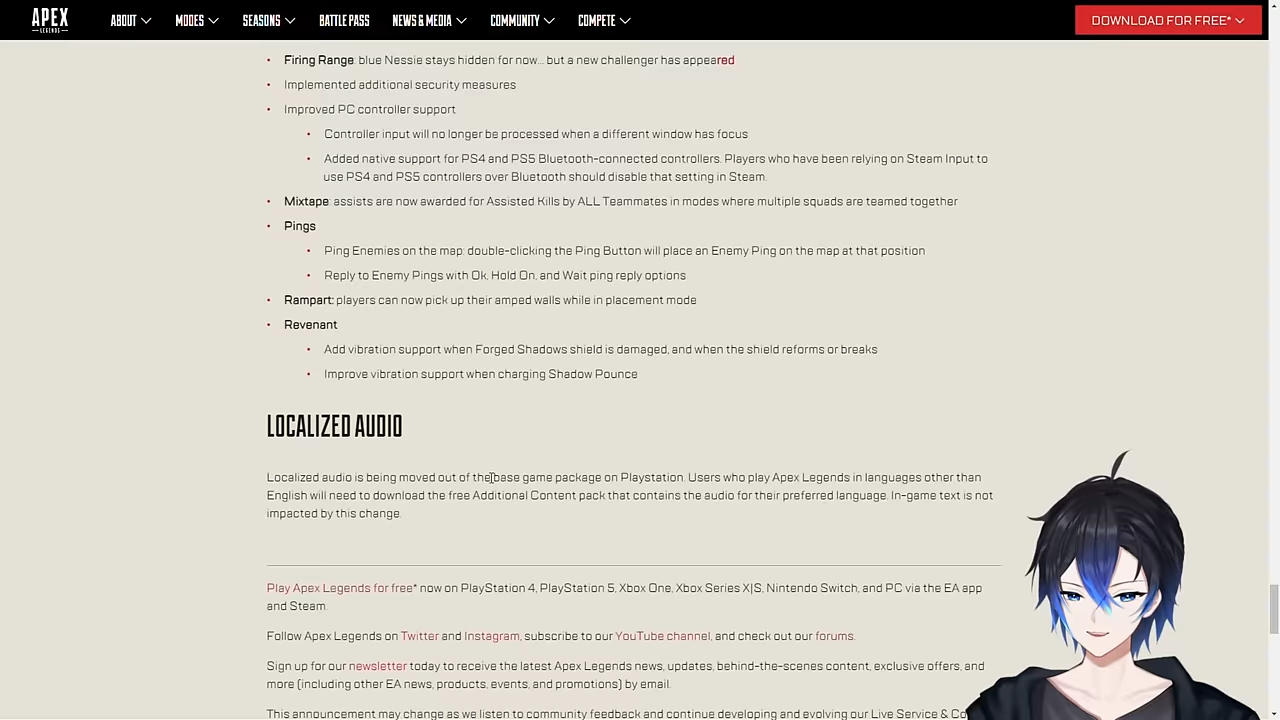 APEX
LEGENDS
ABOUT MODES SEASONS BATTLE PASS NEWS & MEDIA COMMUNITY COMPETE DOWNLOAD FOR FREE*
• Firing Range: blue Nessie stays hidden for now... but a new challenger has appeared
• Implemented additional security measures
• Improved PC controller support
• Controller input will no longer be processed when a different window has focus
• Added native support for PS4 and PS5 Bluetooth-connected controllers. Players who have been relying on Steam Input to
use PS4 and PS5 controllers over Bluetooth should disable that setting in Steam.
• Mixtape: assists are now awarded for Assisted Kills by ALL Teammates in modes where multiple squads are teamed together
• Pings
• Ping Enemies on the map: double-clicking the Ping Button will place an Enemy Ping on the map at that position
• Reply to Enemy Pings with Ok, Hold On, and Wait ping reply options
• Rampart: players can now pick up their amped walls while in placement mode
• Revenant
• Add vibration support when Forged Shadows shield is damaged, and when the shield reforms or breaks
• Improve vibration support when charging Shadow Pounce
LOCALIZED AUDIO
Localized audio is being moved out of the base game package on Playstation. Users who play Apex Legends in languages other than
English will need to download the free Additional Content pack that contains the audio for their preferred language. In-game text is not
impacted by this change.
Play Apex Legends for free* now on PlayStation 4, PlayStation 5, Xbox One, Xbox Series X|S, Nintendo Switch, and PC via the EA app
and Steam.
Follow Apex Legends on Twitter and Instagram, subscribe to our YouTube channel, and check out our forums.
Sign up for our newsletter today to receive the latest Apex Legends news, updates, behind-the-scenes content, exclusive offers, and
more (including other EA news, products, events, and promotions) by email.
This announcement may change as we listen to community feedback and continue developing and evolving our Live Service &